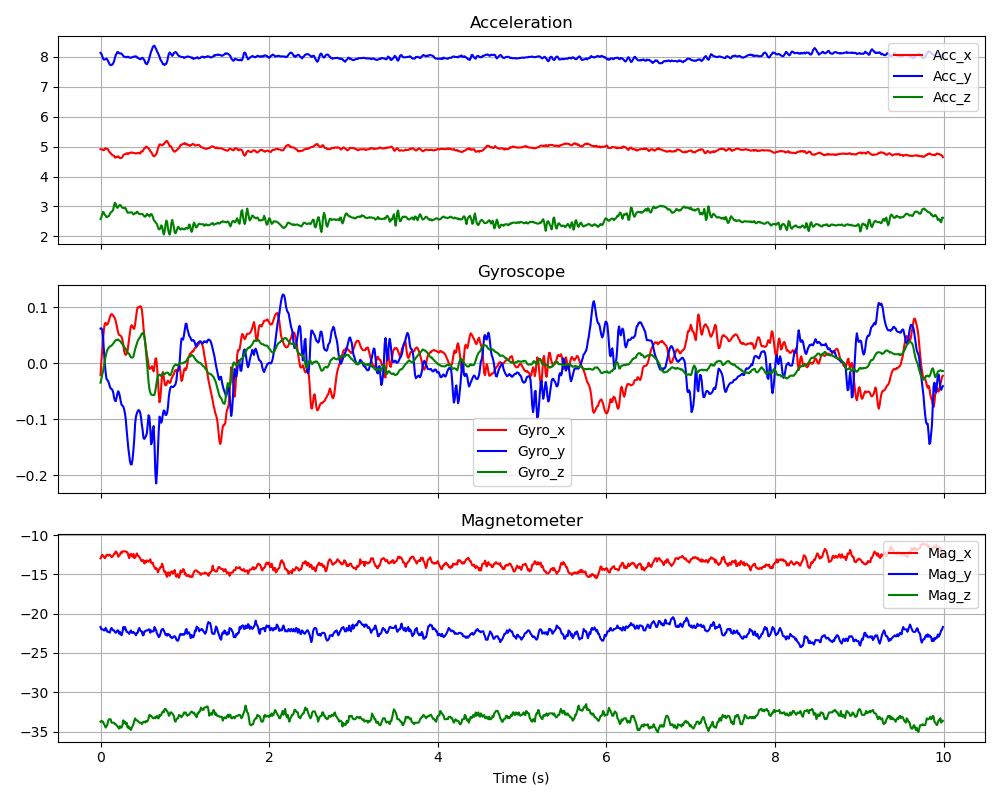 Acceleration
8
7
6
5
4
3
2
Acc_x
Acc_y
Acc_z
Gyroscope
0.1
0.0
−0.1
−0.2
Gyro_x
Gyro_y
Gyro_z
Magnetometer
−10
−15
−20
−25
−30
−35
Mag_x
Mag_y
Mag_z
0 2 4 6 8 10
Time (s)